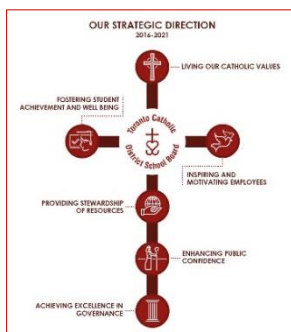 OUR STRATEGIC DIRECTION
2016-2021
LIVING OUR CATHOLIC VALUES
FOSTERING STUDENT
ACHIEVEMENT AND WELL BEING
Toronto Catholic
District School Board
INSPIRING AND
MOTIVATING EMPLOYEES
PROVIDING STEWARDSHIP
OF RESOURCES
ENHANCING PUBLIC
CONFIDENCE
ACHIEVING EXCELLENCE IN
GOVERNANCE